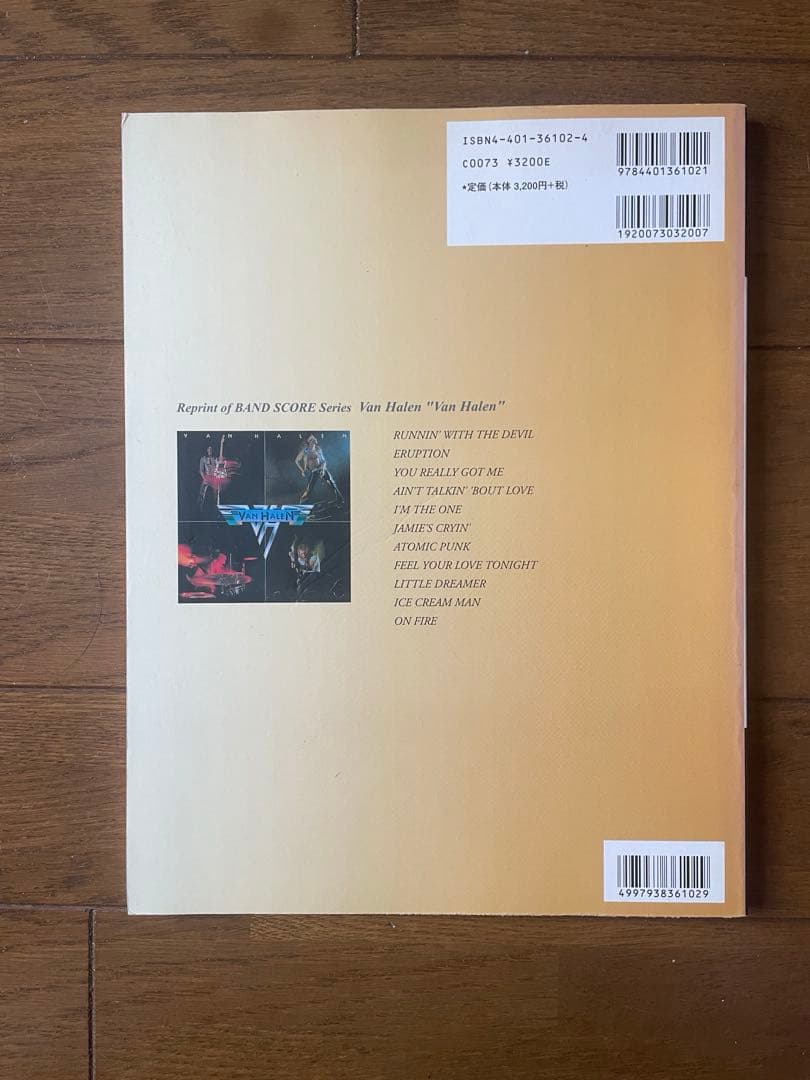 ISBN4-401-36102-4
C0073 ¥3200E
*定価(本体 3,200円+税)
9784401361021
1920073032007
Reprint of BAND SCORE Series Van Halen "Van Halen"
VAN HALEN
VAN HALEN
RUNNIN' WITH THE DEVIL
ERUPTION
YOU REALLY GOT ME
AIN'T TALKIN' 'BOUT LOVE
I'M THE ONE
JAMIE'S CRYIN'
ATOMIC PUNK
FEEL YOUR LOVE TONIGHT
LITTLE DREAMER
ICE CREAM MAN
ON FIRE
4997938361029